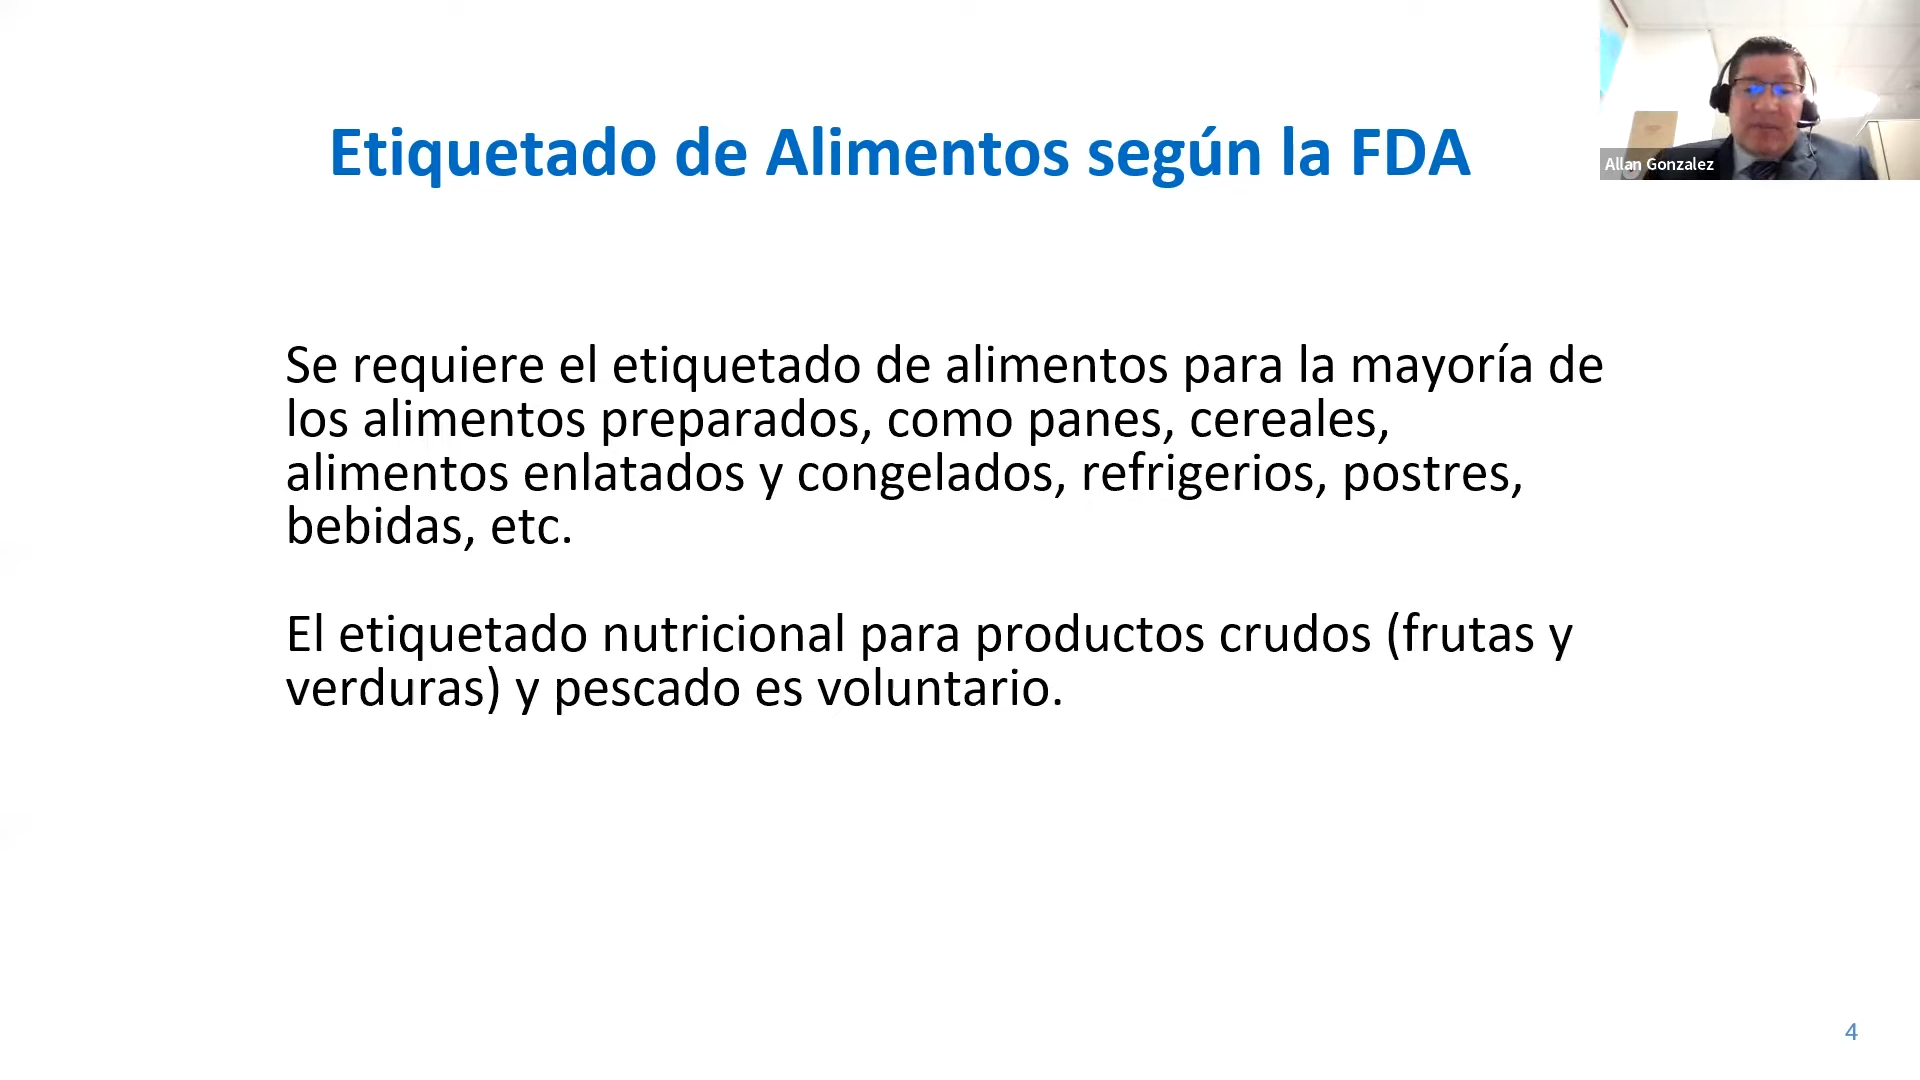 Etiquetado de Alimentos según la FDA
Allan Gonzalez
Se requiere el etiquetado de alimentos para la mayoría de
los alimentos preparados, como panes, cereales,
alimentos enlatados y congelados, refrigerios, postres,
bebidas, etc.
El etiquetado nutricional para productos crudos (frutas y
verduras) y pescado es voluntario.
4